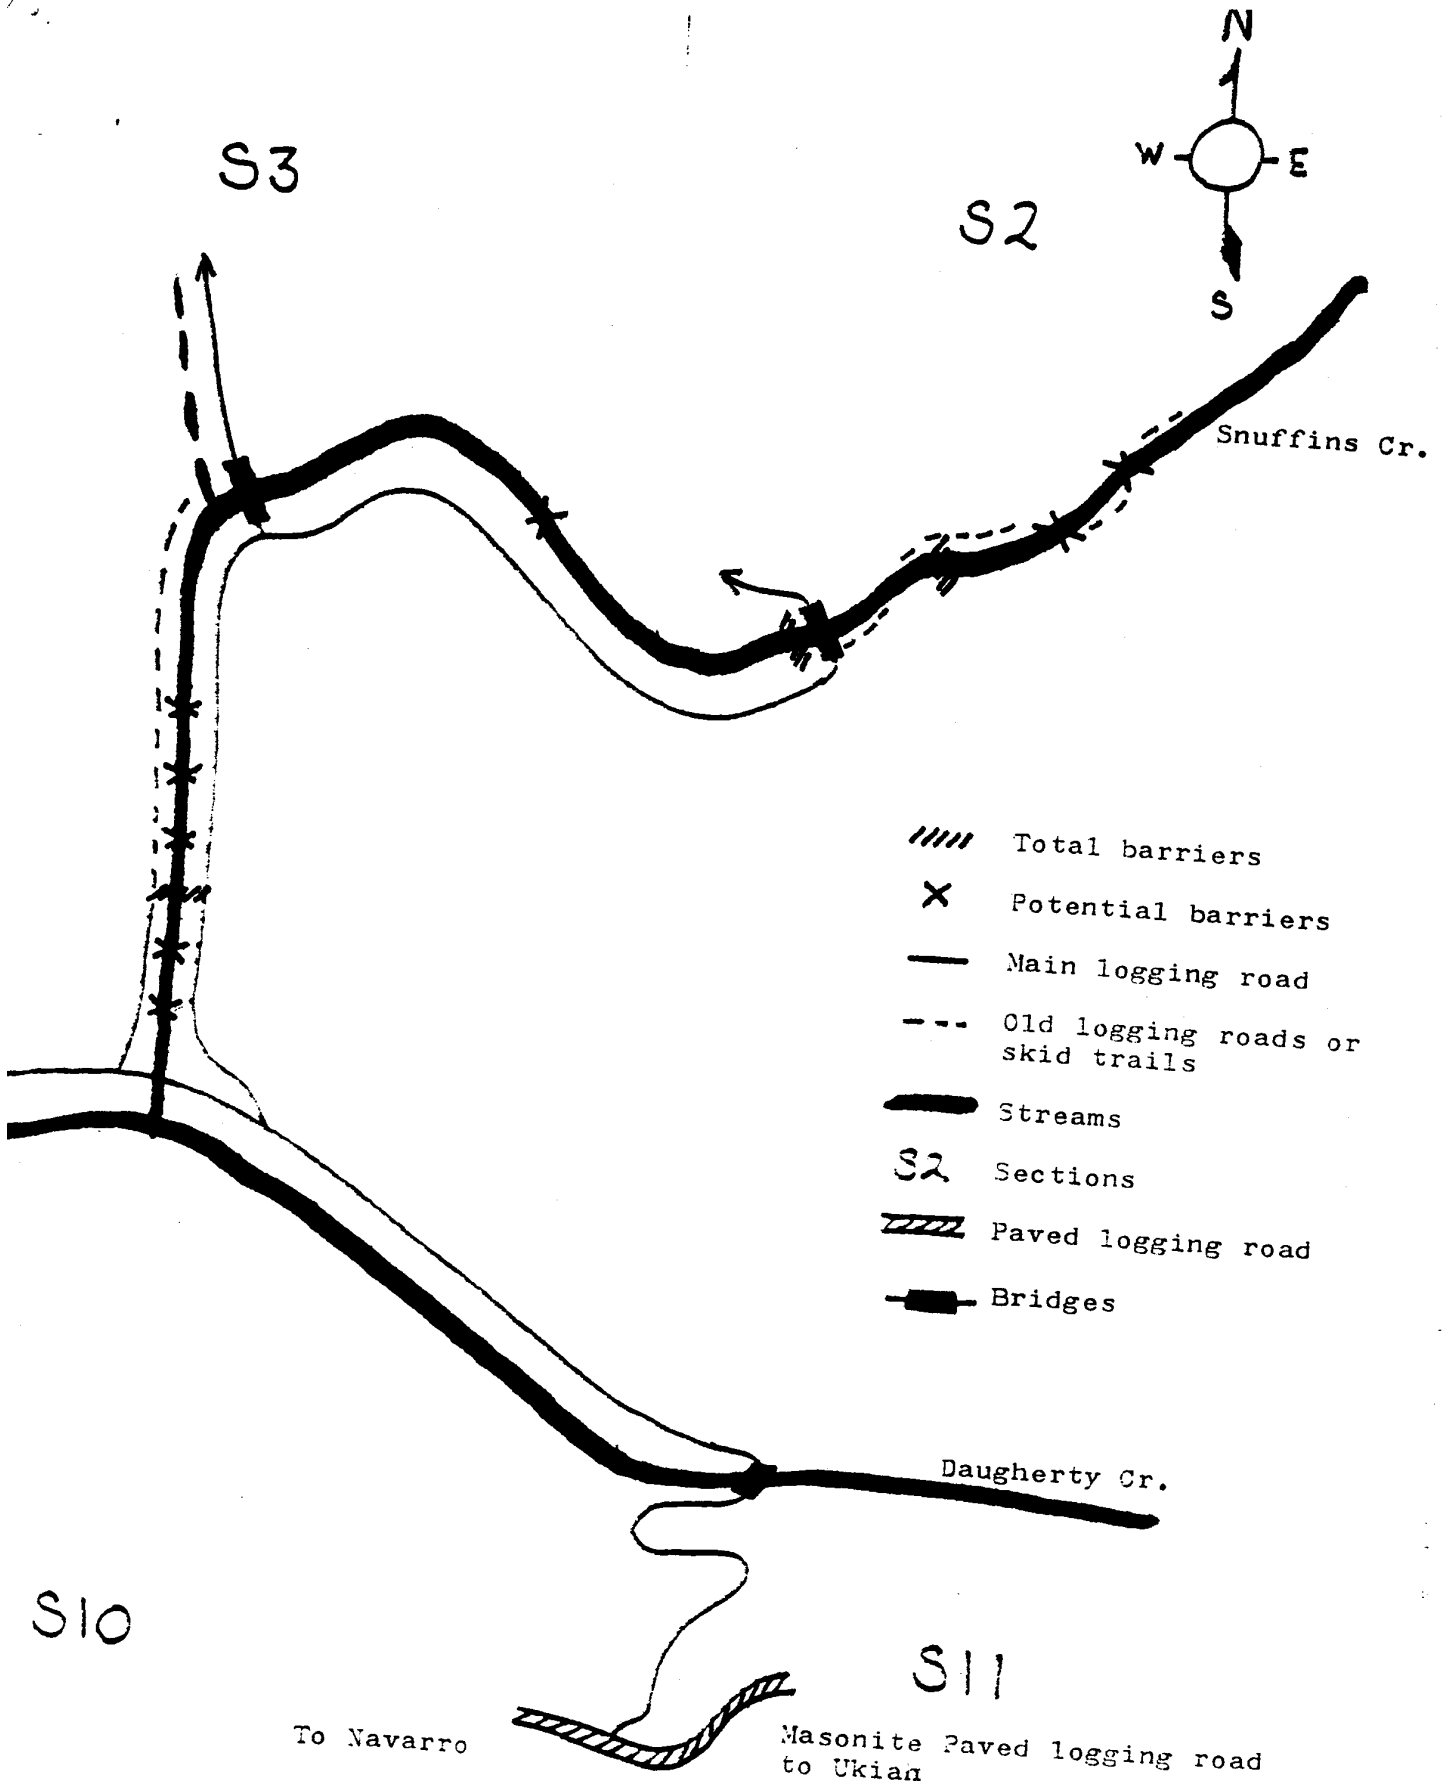 N
S3
W
E
S2
S
Snuffins Cr.
Total barriers
Potential barriers
Main logging road
Old logging roads or
skid trails
Streams
S2
Sections
Paved logging road
Bridges
Daugherty Cr.
S10
S11
To Navarro
Masonite Paved logging road
to Ukiah